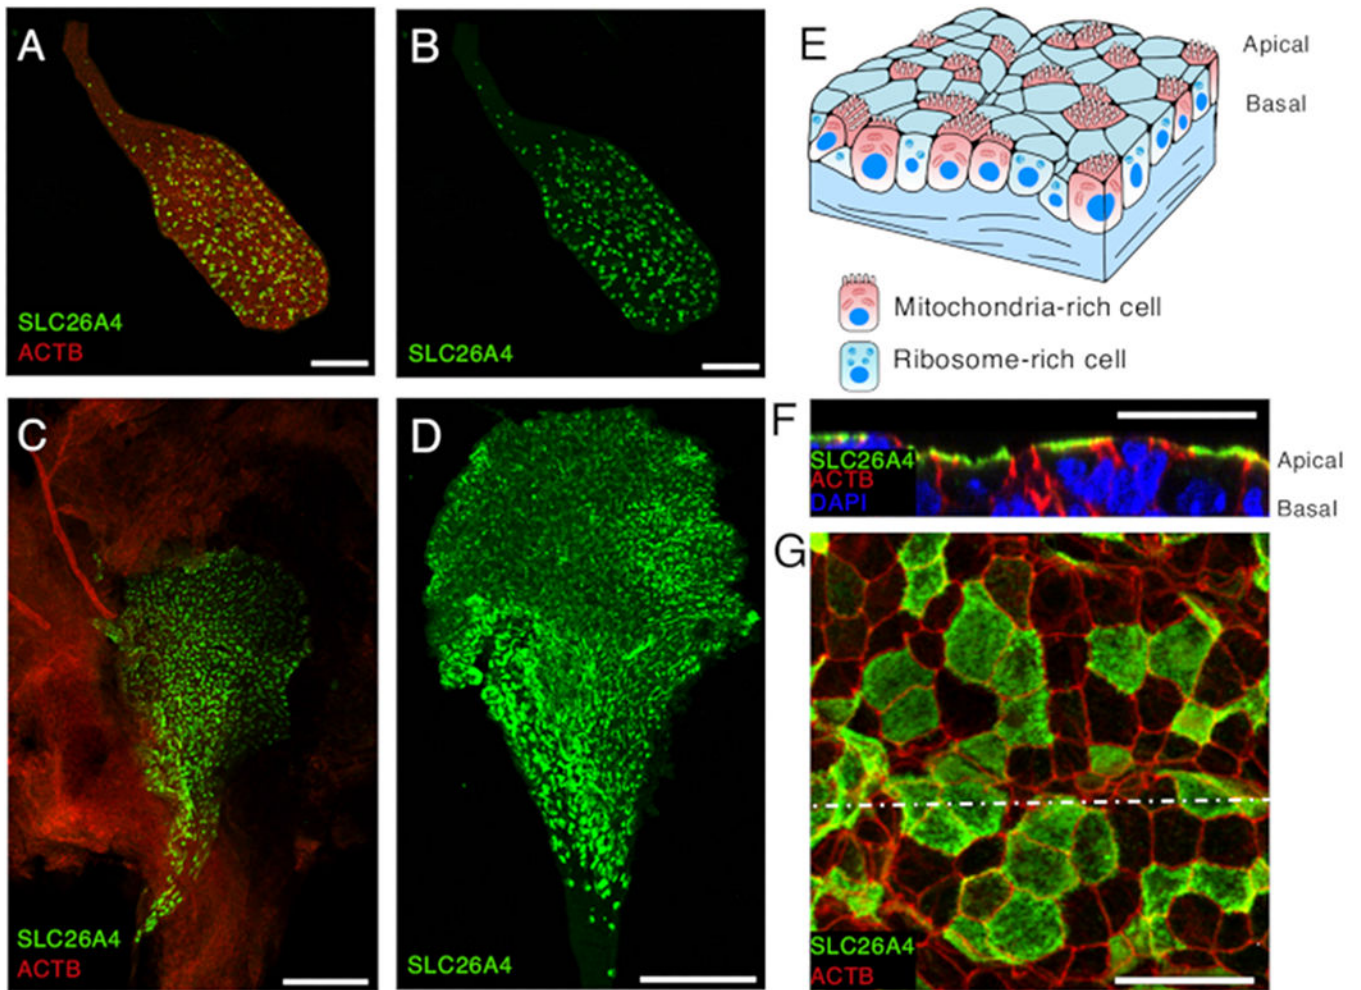 A
SLC26A4
ACTB
B
SLC26A4
E
Apical
Basal
Mitochondria-rich cell
Ribosome-rich cell
C
SLC26A4
ACTB
D
SLC26A4
F
SLC26A4
ACTB
DAPI
Apical
Basal
G
SLC26A4
ACTB